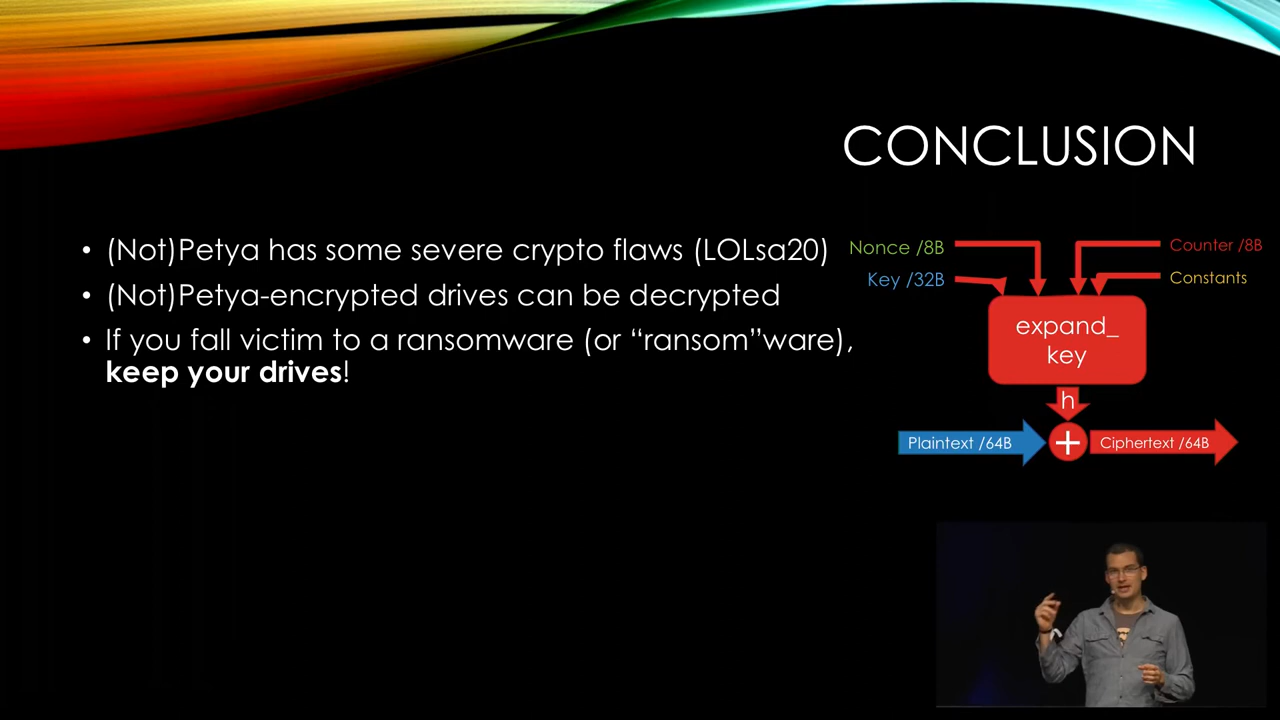 CONCLUSION
• (Not)Petya has some severe crypto flaws (LOLsa20)
• (Not)Petya-encrypted drives can be decrypted
• If you fall victim to a ransomware (or “ransom”ware),
keep your drives!
Nonce /8B
Counter /8B
Key /32B
Constants
expand_
key
h
Plaintext /64B
+
Ciphertext /64B